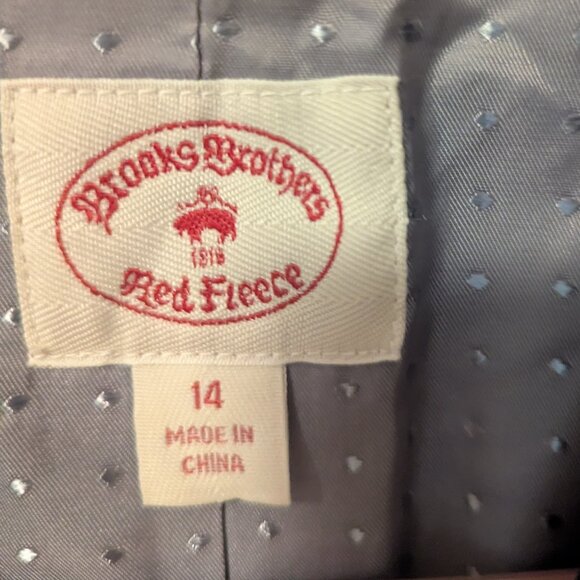 Brooks Brothers
1818
Red Fleece
14
MADE IN
CHINA